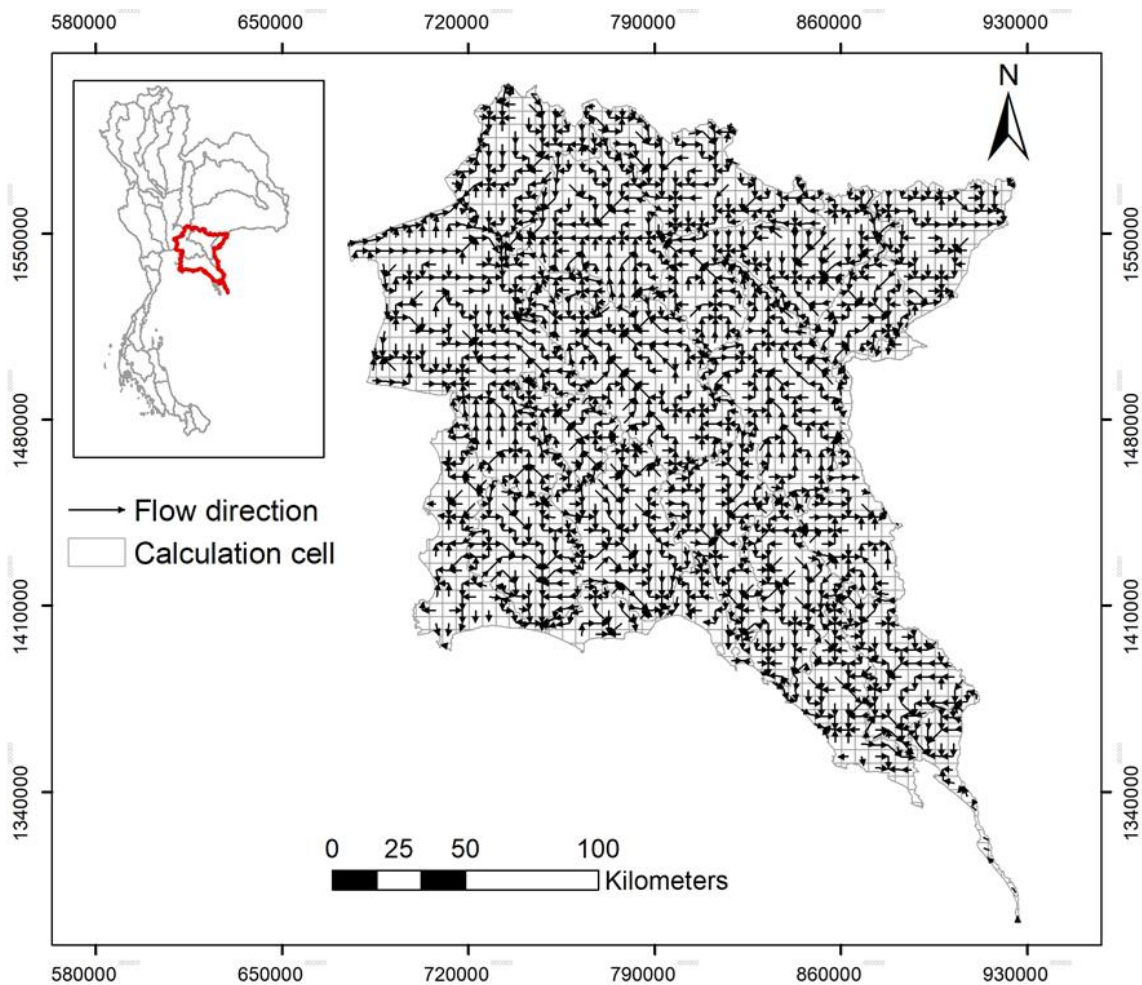 580000 650000 720000 790000 860000 930000
N
1550000 1550000
1480000 1480000
Flow direction
Calculation cell
1410000 1410000
1340000 1340000
0 25 50 100
Kilometers
580000 650000 720000 790000 860000 930000